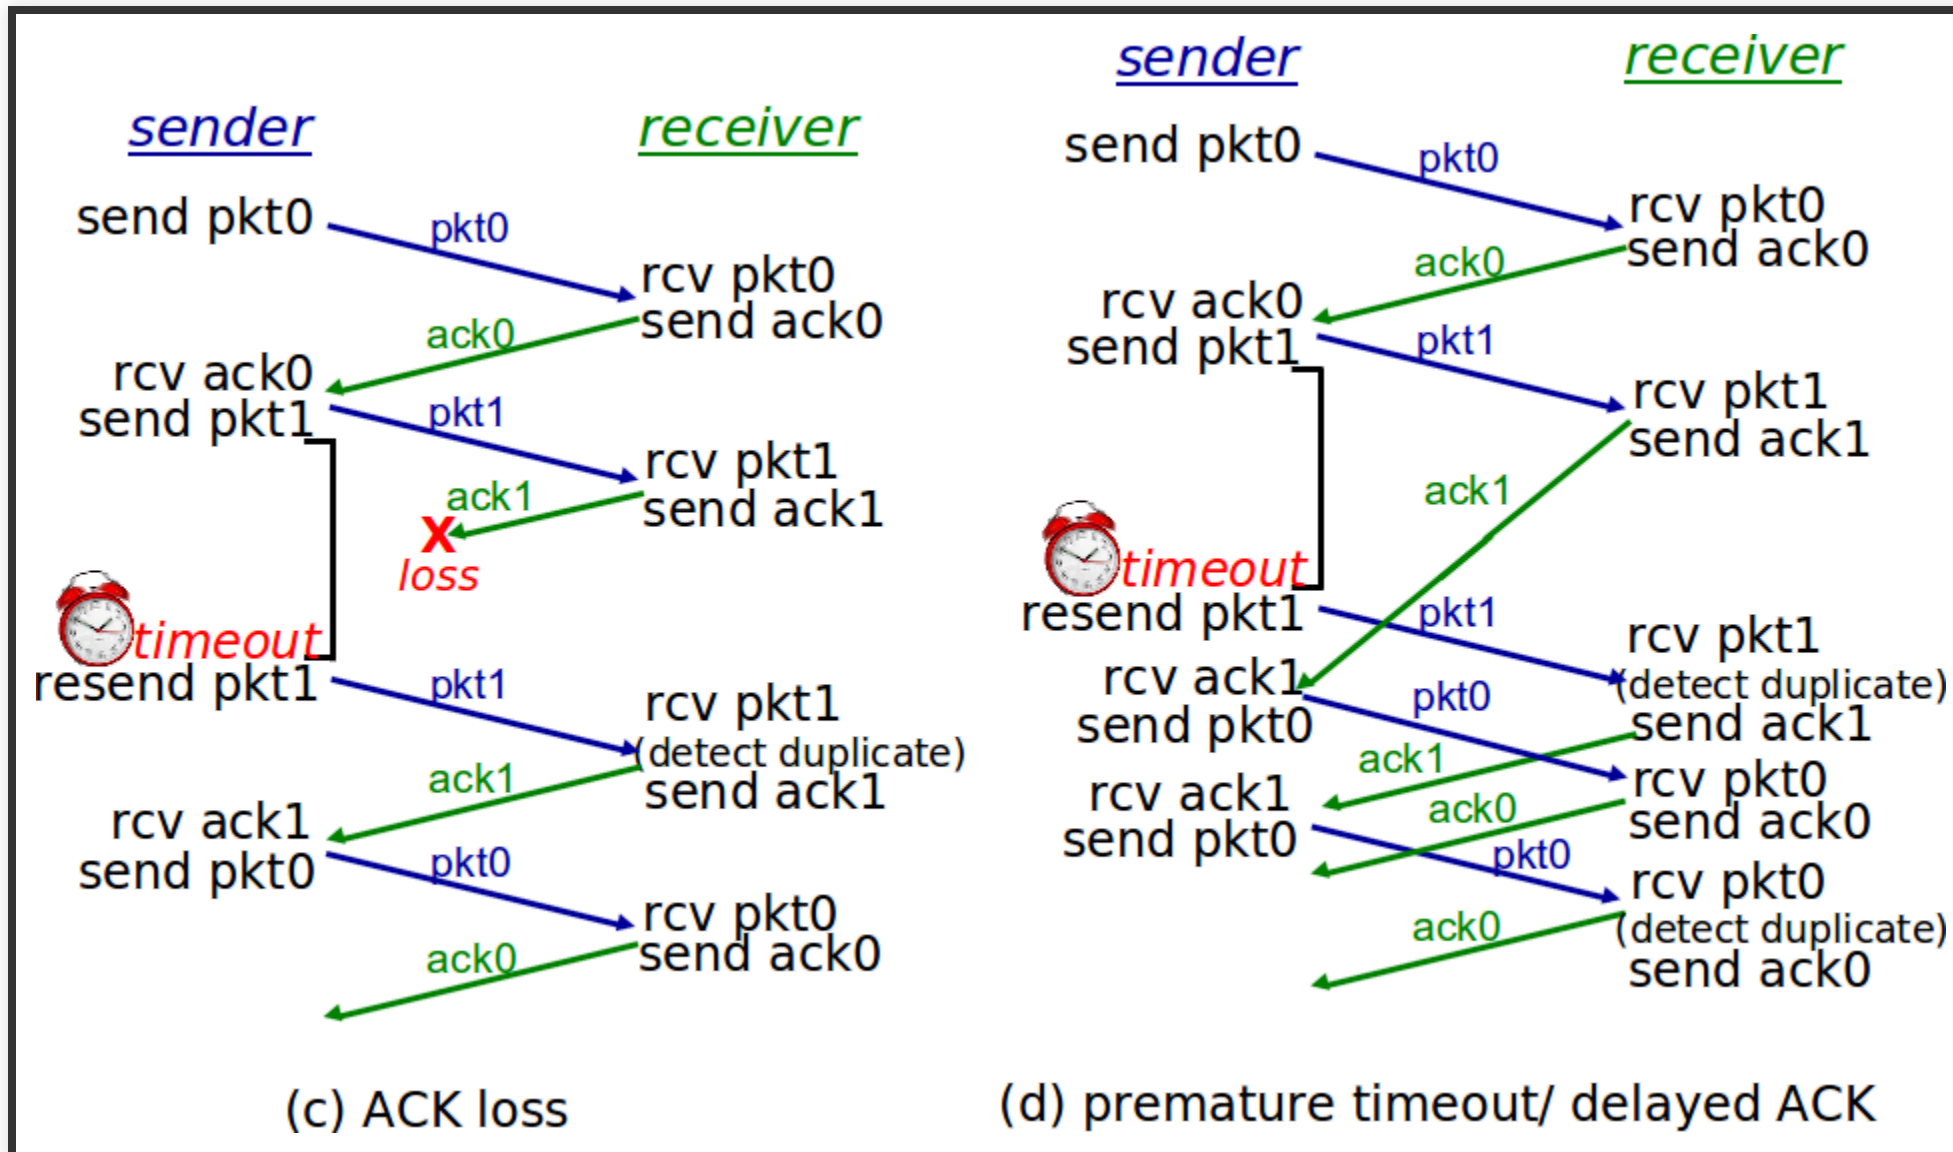 sender
receiver
send pkt0
pkt0
rcv pkt0
send ack0
ack0
rcv ack0
send pkt1
pkt1
rcv pkt1
send ack1
ack1
X
loss
timeout
resend pkt1
pkt1
rcv pkt1
(detect duplicate)
send ack1
ack1
rcv ack1
send pkt0
pkt0
rcv pkt0
send ack0
ack0
(c) ACK loss
sender
receiver
send pkt0
pkt0
rcv pkt0
send ack0
ack0
rcv ack0
send pkt1
pkt1
rcv pkt1
send ack1
ack1
timeout
resend pkt1
pkt1
rcv pkt1
(detect duplicate)
send ack1
rcv ack1
send pkt0
pkt0
ack1
rcv pkt0
send ack0
rcv ack1
send pkt0
ack0
pkt0
rcv pkt0
(detect duplicate)
send ack0
ack0
(d) premature timeout/ delayed ACK